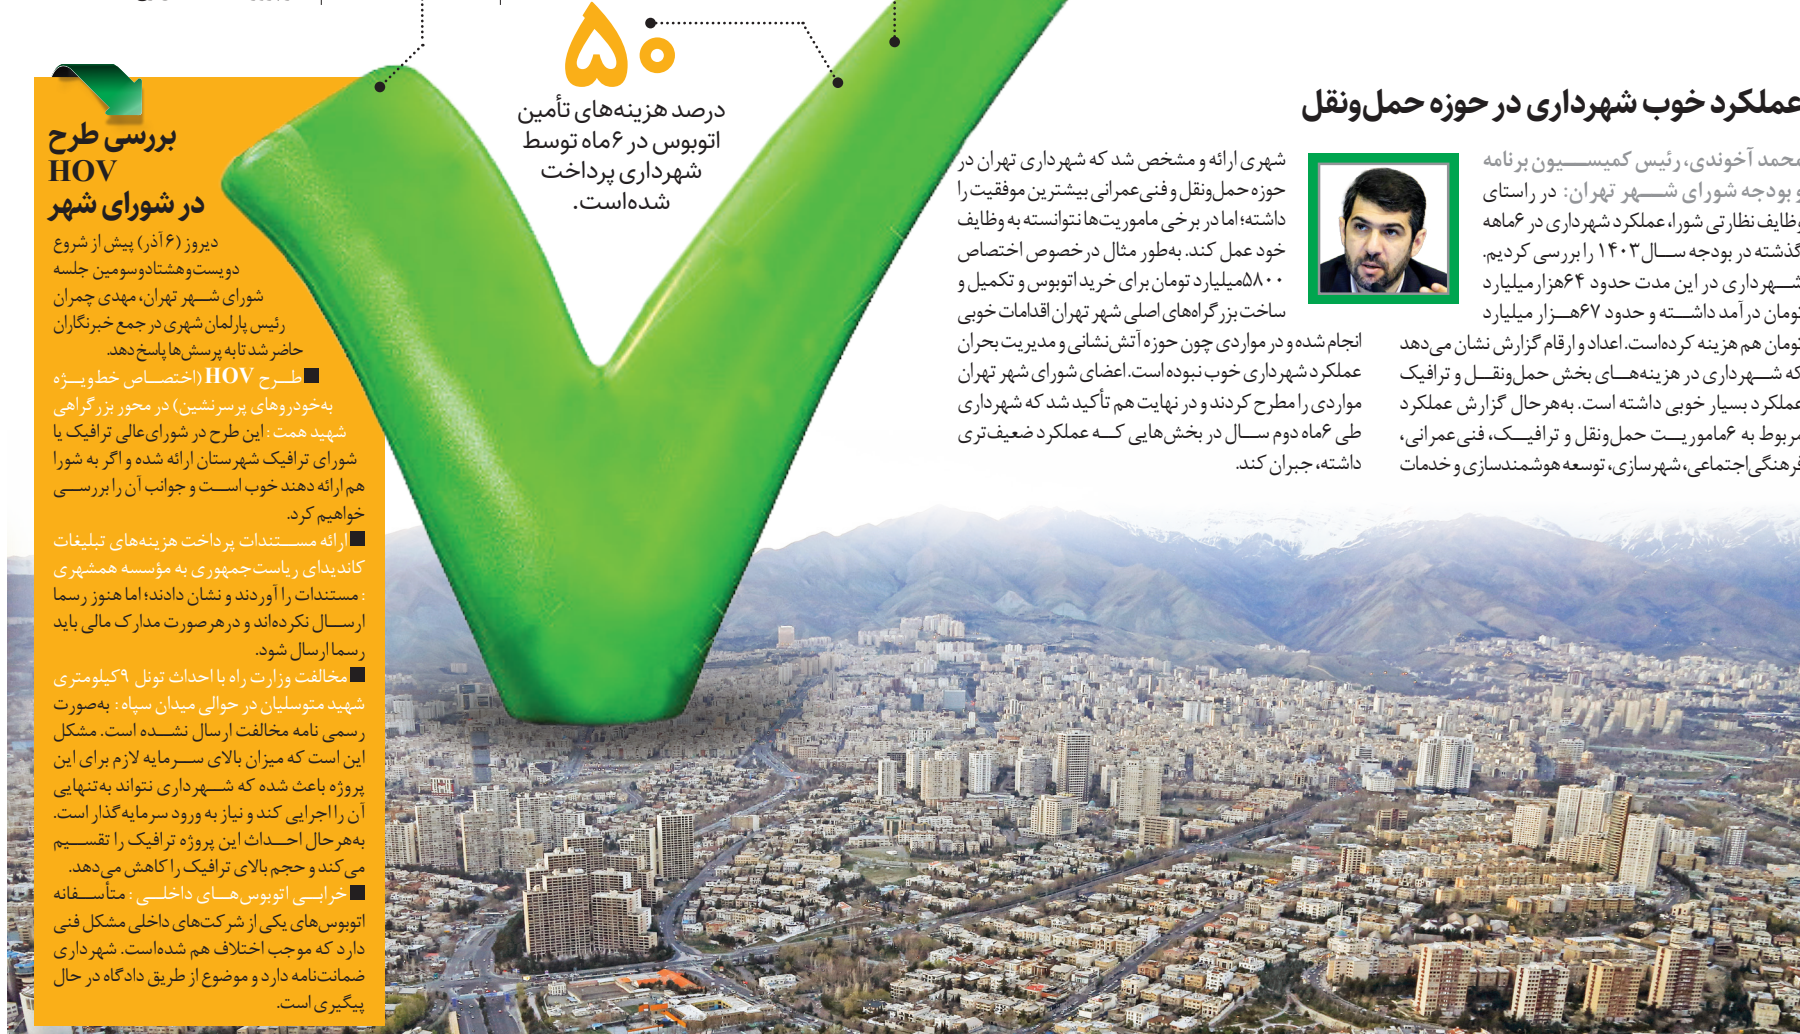 عملکرد خوب شهرداری در حوزه حمل‌ونقل
محمد آخوندی، رئیس کمیسیون برنامه
و بودجه شورای شهر تهران: در راستای
وظایف نظارتی شورا، عملکرد شهرداری در ۶ماهه
گذشته در بودجه سال ۱۴۰۳ را بررسی کردیم.
شهرداری در این مدت حدود ۶۴هزار میلیارد
تومان درآمد داشته و حدود ۶۷هزار میلیارد
تومان هم هزینه کرده‌است. اعداد و ارقام گزارش نشان می‌دهد
که شهرداری در هزینه‌های بخش حمل‌ونقل و ترافیک
عملکرد بسیار خوبی داشته است. به‌هرحال گزارش عملکرد
مربوط به ۶ماموریت حمل‌ونقل و ترافیک، فنی‌عمرانی،
فرهنگی‌اجتماعی، شهرسازی، توسعه هوشمندسازی و خدمات
شهری ارائه و مشخص شد که شهرداری تهران در
حوزه حمل‌ونقل و فنی‌عمرانی بیشترین موفقیت را
داشته؛ اما در برخی ماموریت‌ها نتوانسته به وظایف
خود عمل کند. به‌طور مثال درخصوص اختصاص
۵۸۰۰میلیارد تومان برای خرید اتوبوس و تکمیل و
ساخت بزرگراه‌های اصلی شهر تهران اقدامات خوبی
انجام شده و در مواردی چون حوزه آتش‌نشانی و مدیریت بحران
عملکرد شهرداری خوب نبوده است. اعضای شورای شهر تهران
مواردی را مطرح کردند و در نهایت هم تأکید شد که شهرداری
طی ۶ماه دوم سال در بخش‌هایی که عملکرد ضعیف‌تری
داشته، جبران کند.
۵۰
درصد هزینه‌های تأمین
اتوبوس در ۶ماه توسط
شهرداری پرداخت
شده‌است.
بررسی طرح
HOV
در شورای شهر
دیروز (۶ آذر) پیش از شروع
دویست‌وهشتادوسومین جلسه
شورای شهر تهران، مهدی چمران
رئیس پارلمان شهری در جمع خبرنگاران
حاضر شد تا به پرسش‌ها پاسخ دهد.
■ طرح HOV (اختصاص خط‌ویژه
به‌خودروهای پرسرنشین) در محور بزرگراهی
شهید همت: این طرح در شورای‌عالی ترافیک یا
شورای ترافیک شهرستان ارائه شده و اگر به شورا
هم ارائه دهند خوب است و جوانب آن را بررسی
خواهیم کرد.
■ ارائه مستندات پرداخت هزینه‌های تبلیغات
کاندیدای ریاست‌جمهوری به مؤسسه همشهری
: مستندات را آوردند و نشان دادند؛ اما هنوز رسما
ارسال نکرده‌اند و درهرصورت مدارک مالی باید
رسما ارسال شود.
■ مخالفت وزارت راه با احداث تونل ۹کیلومتری
شهید متوسلیان در حوالی میدان سپاه: به‌صورت
رسمی نامه مخالفت ارسال نشده است. مشکل
این است که میزان بالای سرمایه لازم برای این
پروژه باعث شده که شهرداری نتواند به‌تنهایی
آن را اجرایی کند و نیاز به ورود سرمایه‌گذار است.
به‌هرحال احداث این پروژه ترافیک را تقسیم
می‌کند و حجم بالای ترافیک را کاهش می‌دهد.
■ خرابی اتوبوس‌های داخلی: متأسفانه
اتوبوس‌های یکی از شرکت‌های داخلی مشکل فنی
دارد که موجب اختلاف هم شده‌است. شهرداری
ضمانت‌نامه دارد و موضوع از طریق دادگاه در حال
پیگیری است.